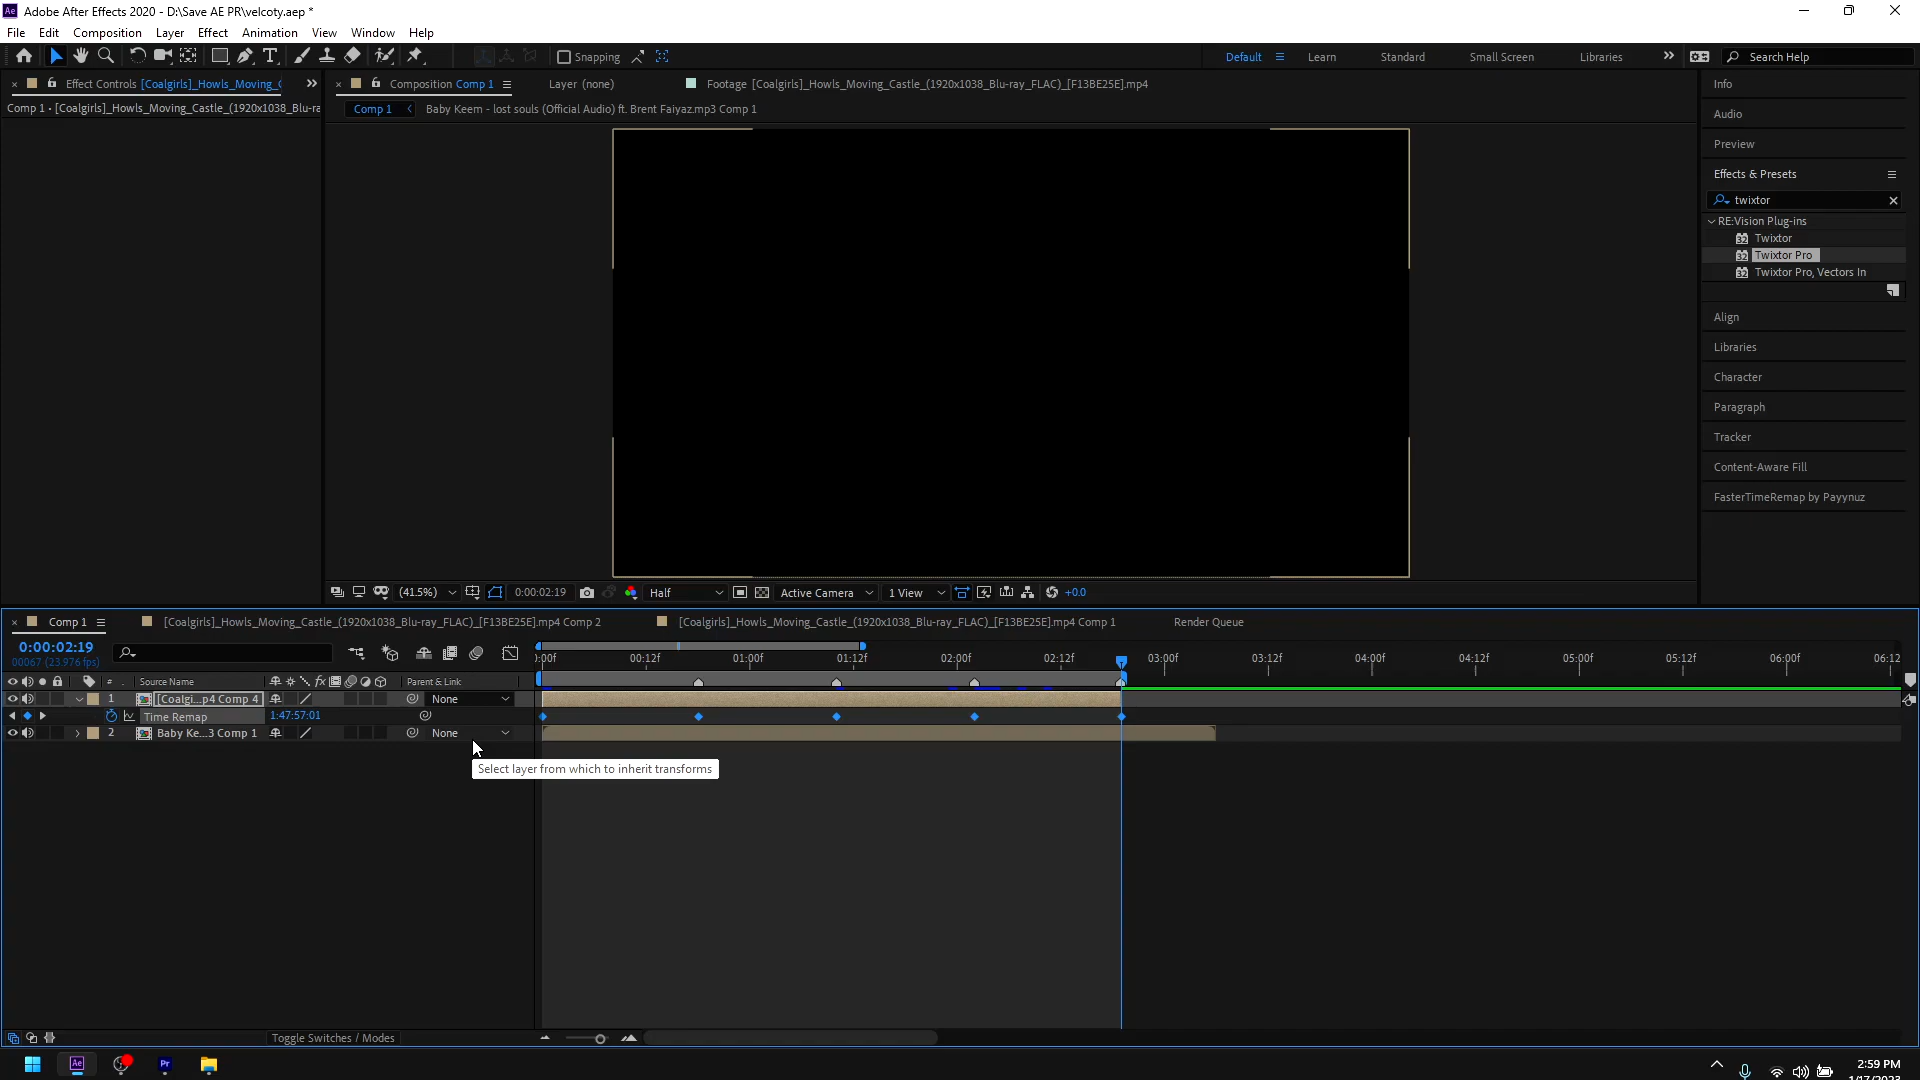 Adobe After Effects 2020 - D:\Save AE PR\velcoty.aep *
File Edit Composition Layer Effect Animation View Window Help
Snapping
Default Learn Standard Small Screen Libraries Search Help
Effect Controls [Coalgirls]_Howls_Moving_(
Composition Comp 1
Layer (none)
Footage [Coalgirls]_Howls_Moving_Castle_(1920x1038_Blu-ray_FLAC)_[F13BE25E].mp4
Info
Comp 1 • [Coalgirls]_Howls_Moving_Castle_(1920x1038_Blu-ra
Comp 1
Baby Keem - lost souls (Official Audio) ft. Brent Faiyaz.mp3 Comp 1
Audio
Preview
Effects & Presets
twixtor
RE:Vision Plug-ins
Twixtor
Twixtor Pro
Twixtor Pro, Vectors In
Align
Libraries
Character
Paragraph
Tracker
Content-Aware Fill
FasterTimeRemap by Payynuz
(41.5%) 0:00:02:19 Half Active Camera 1 View +0.0
Comp 1
[Coalgirls]_Howls_Moving_Castle_(1920x1038_Blu-ray_FLAC)_[F13BE25E].mp4 Comp 2
[Coalgirls]_Howls_Moving_Castle_(1920x1038_Blu-ray_FLAC)_[F13BE25E].mp4 Comp 1
Render Queue
0:00:02:19
00067 (23.976 fps)
):00f 00:12f 01:00f 01:12f 02:00f 02:12f 03:00f 03:12f 04:00f 04:12f 05:00f 05:12f 06:00f 06:12
# . Source Name fx Parent & Link
1 [Coalgi...p4 Comp 4 None
Time Remap 1:47:57:01
2 Baby Ke...3 Comp 1 None
Select layer from which to inherit transforms
Toggle Switches / Modes
2:59 PM
1/17/2023